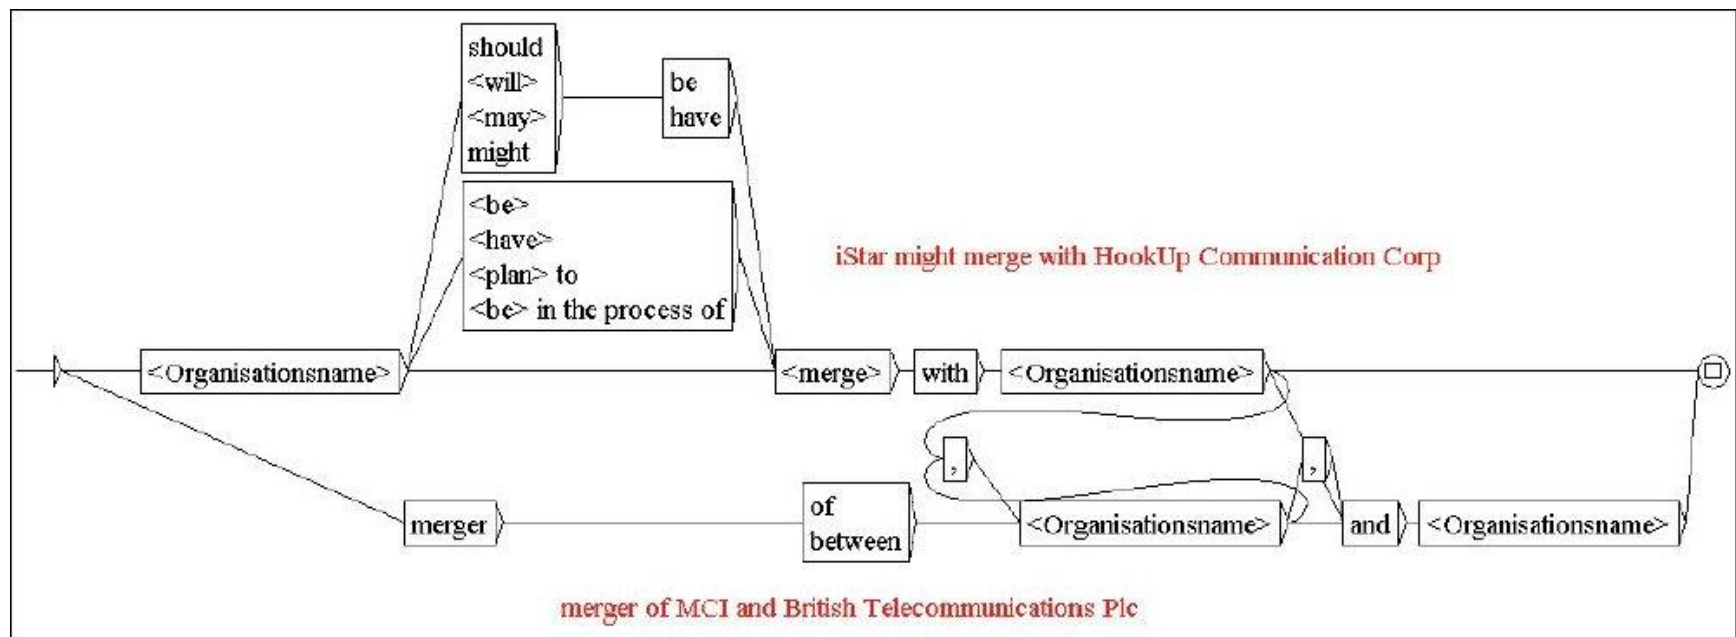 should
<will>
<may>
might
be
have
<be>
<have>
<plan> to
<be> in the process of
iStar might merge with HookUp Communication Corp
<Organisationsname>
<merge>
with
<Organisationsname>
,
,
merger
of
between
<Organisationsname>
and
<Organisationsname>
merger of MCI and British Telecommunications Plc